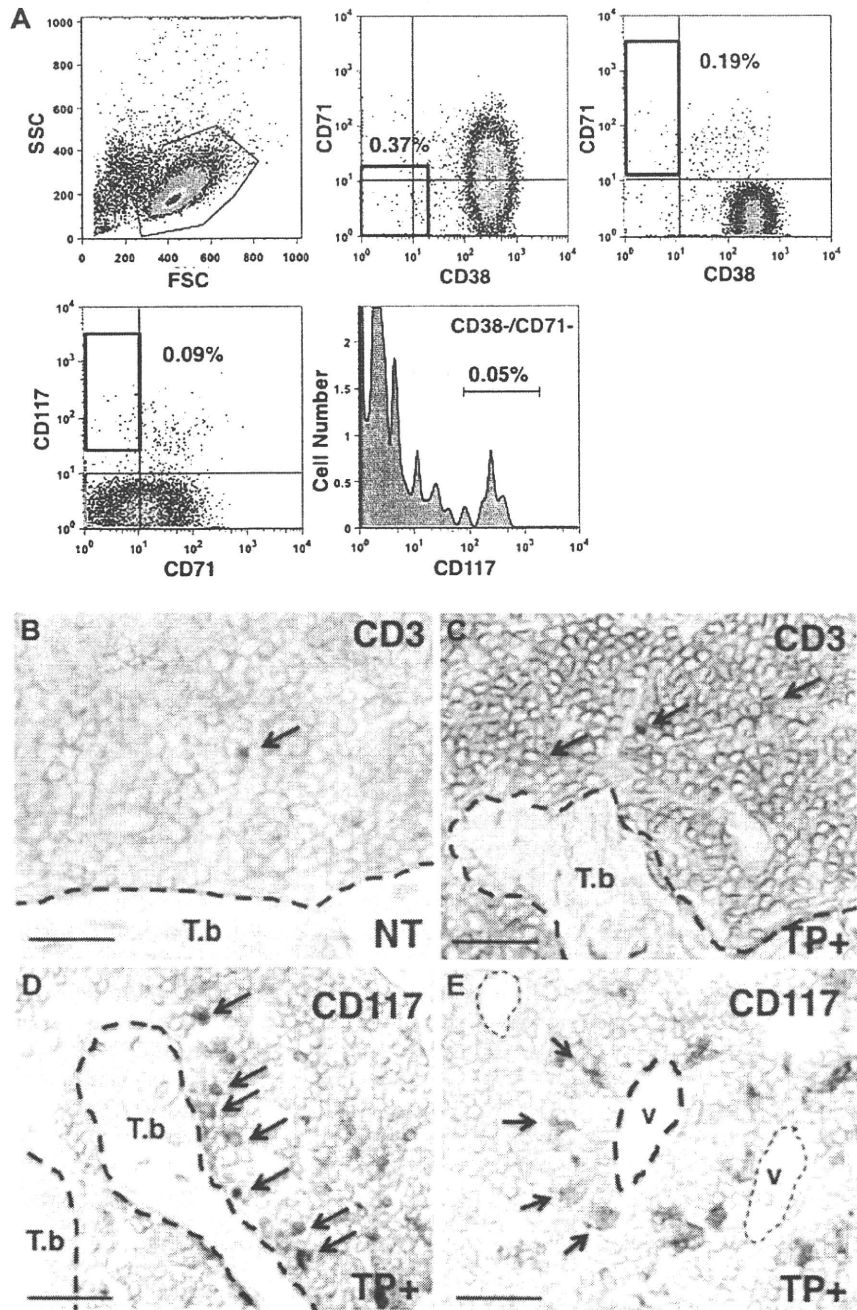 A
SSC
1000
800
600
400
200
0
0 200 400 600 800 1000
FSC
CD71
10⁴
10³
10²
10¹
10⁰
0.37%
10⁰ 10¹ 10² 10³ 10⁴
CD38
CD71
10⁴
10³
10²
10¹
10⁰
0.19%
10⁰ 10¹ 10² 10³ 10⁴
CD38
CD117
10⁴
10³
10²
10¹
10⁰
0.09%
10⁰ 10¹ 10² 10³ 10⁴
CD71
Cell Number
2
1.5
1
0.5
0
CD38-/CD71-
0.05%
10⁰ 10¹ 10² 10³ 10⁴
CD117
B CD3
T.b NT
C CD3
T.b
TP+
D CD117
T.b
T.b
TP+
E CD117
V
V
TP+